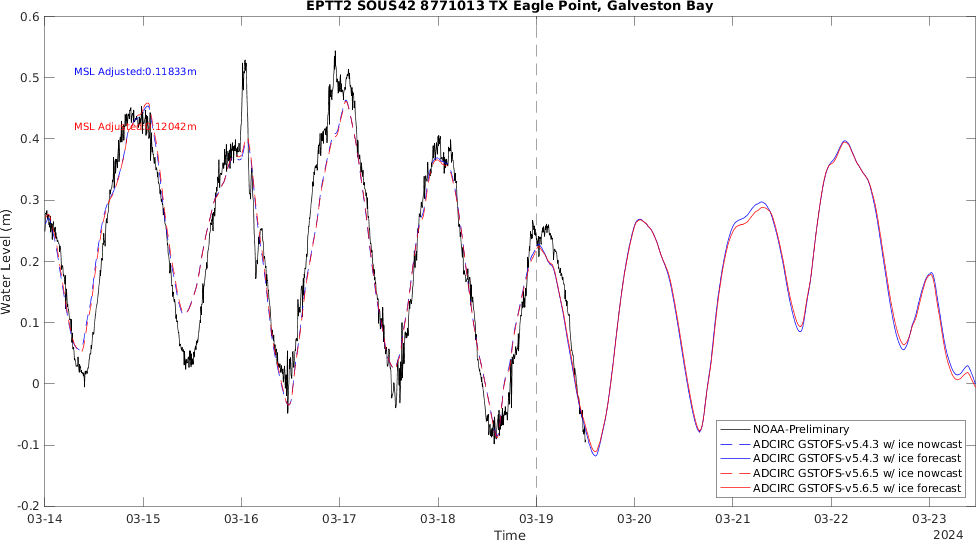 EPTT2 SOUS42 8771013 TX Eagle Point, Galveston Bay
0.6
0.5
0.4
0.3
0.2
0.1
0
-0.1
-0.2
Water Level (m)
MSL Adjusted:0.11833m
MSL Adjusted:0.12042m
NOAA-Preliminary
ADCIRC GSTOFS-v5.4.3 w/ ice nowcast
ADCIRC GSTOFS-v5.4.3 w/ ice forecast
ADCIRC GSTOFS-v5.6.5 w/ ice nowcast
ADCIRC GSTOFS-v5.6.5 w/ ice forecast
03-14 03-15 03-16 03-17 03-18 03-19 03-20 03-21 03-22 03-23
Time
2024